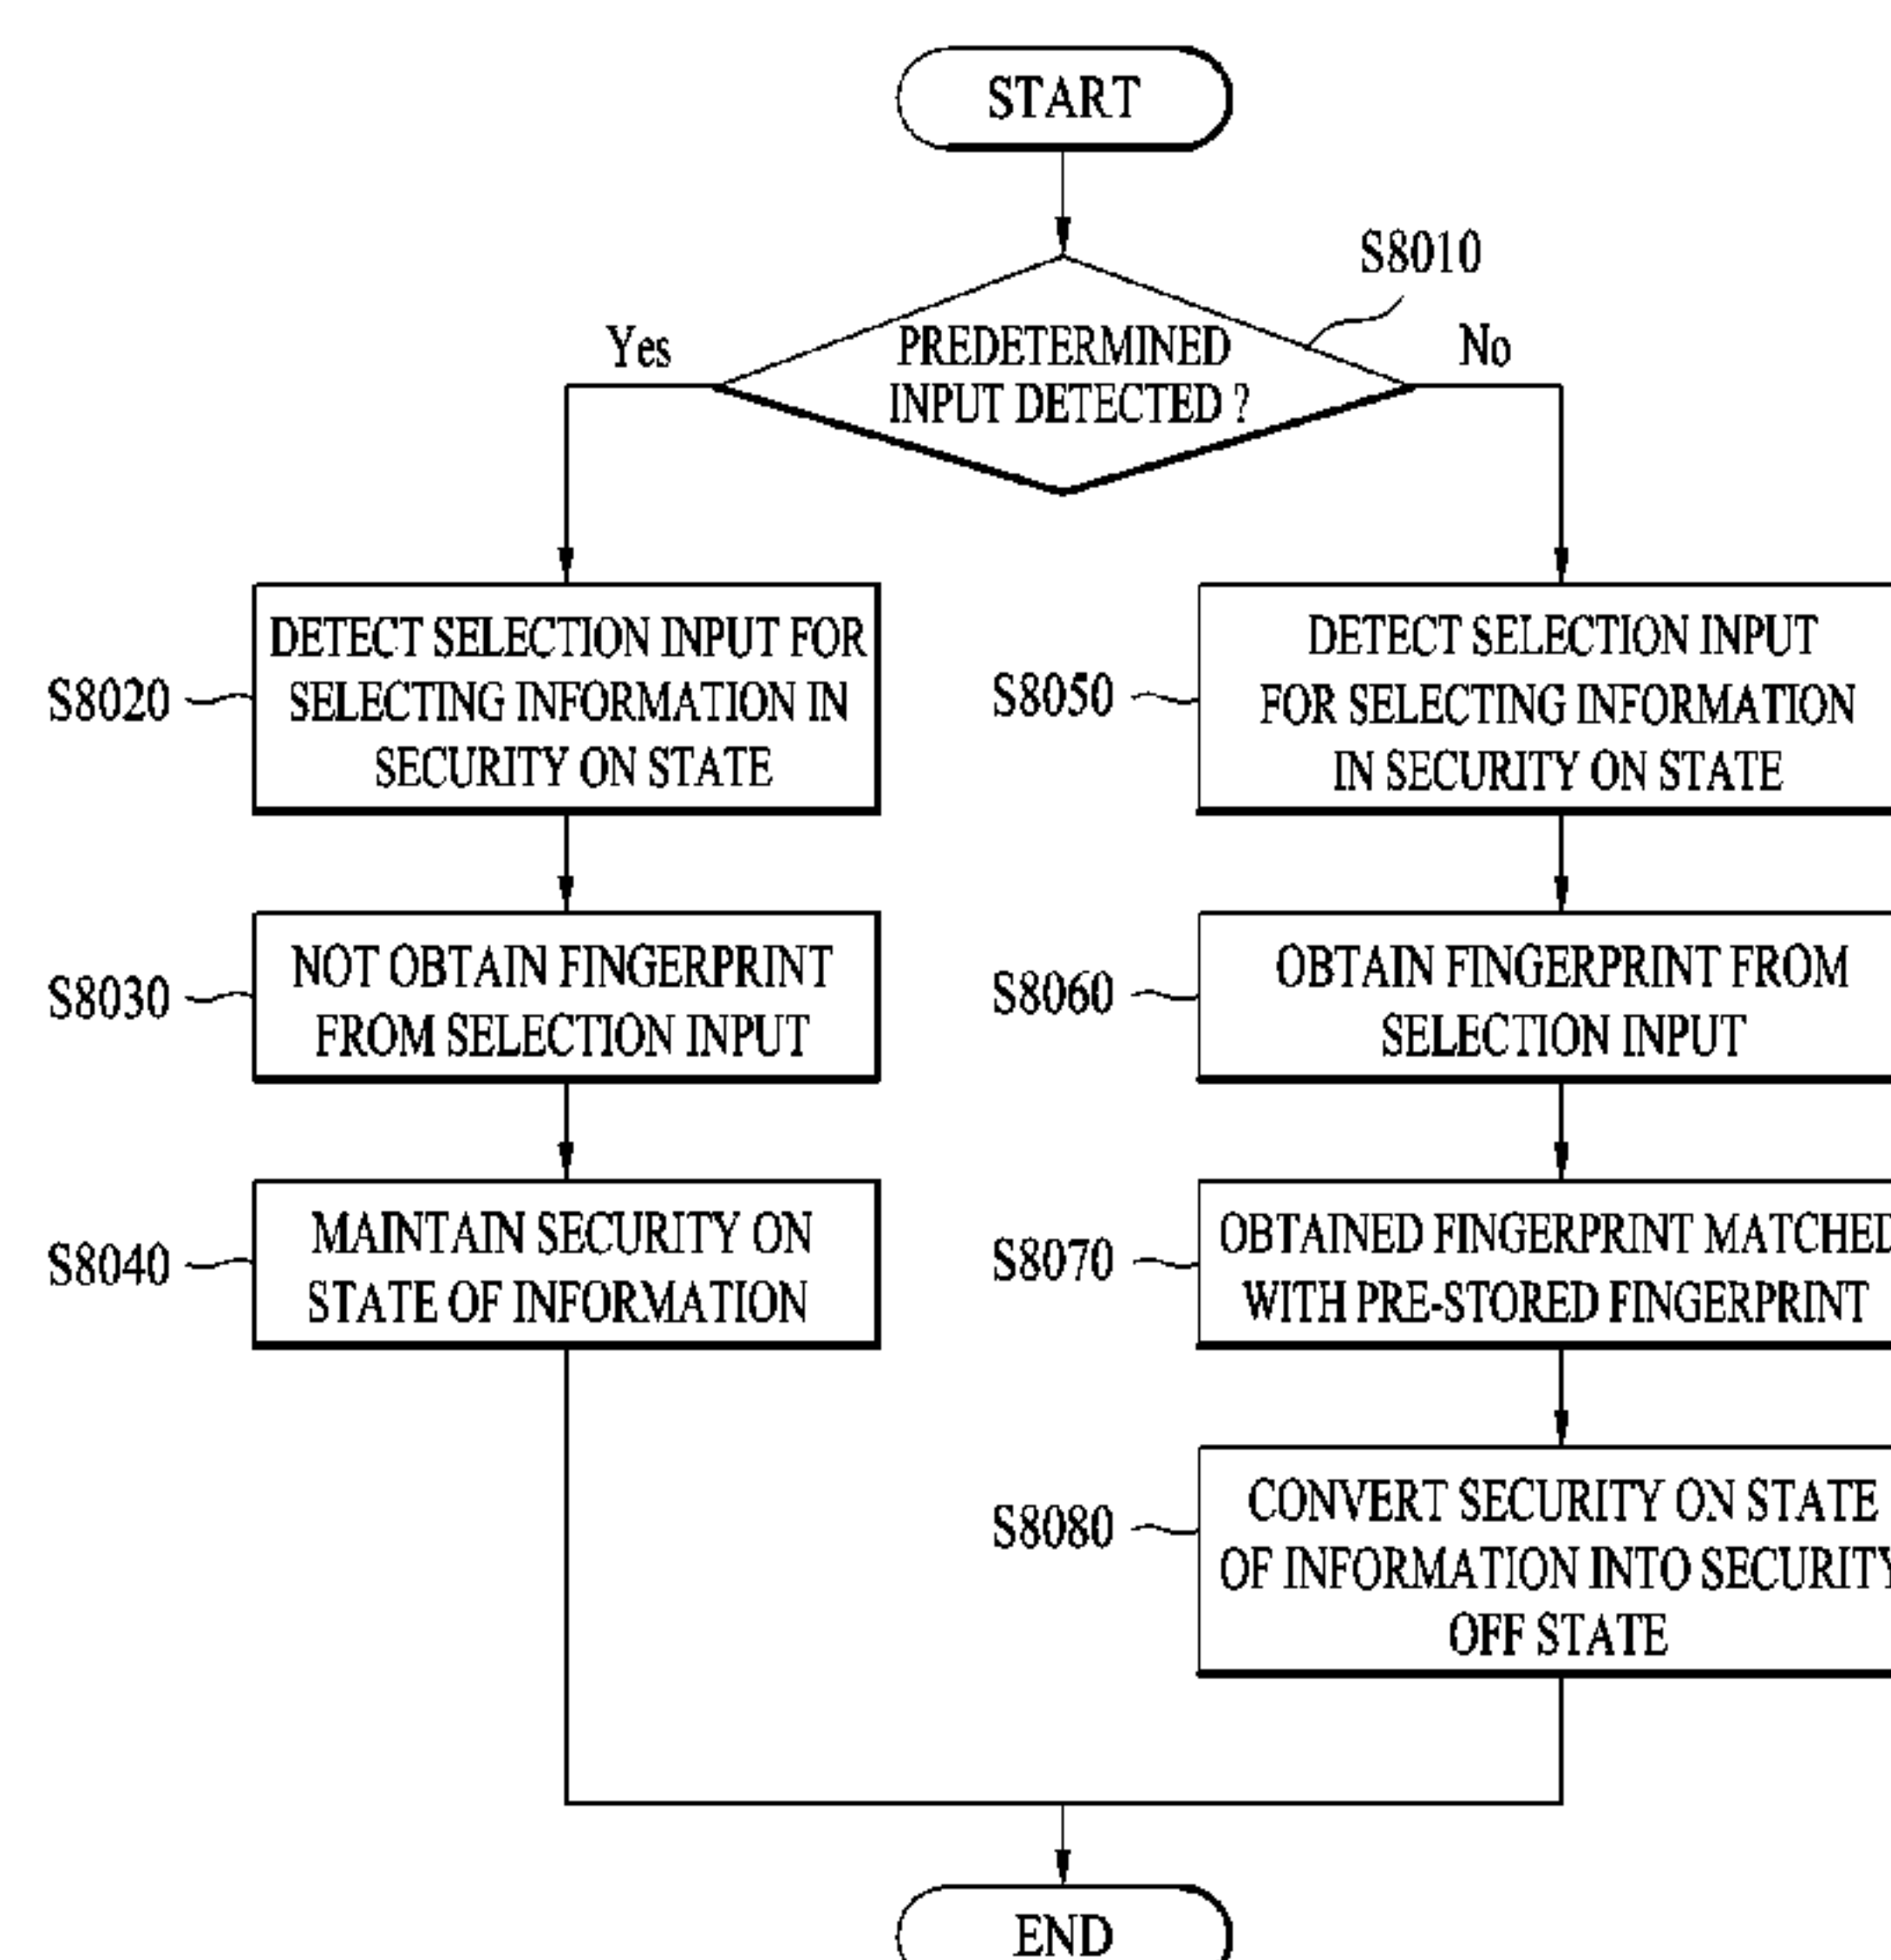 START
S8010
Yes
No
PREDETERMINED
INPUT DETECTED ?
S8020
DETECT SELECTION INPUT FOR
SELECTING INFORMATION IN
SECURITY ON STATE
S8030
NOT OBTAIN FINGERPRINT
FROM SELECTION INPUT
S8040
MAINTAIN SECURITY ON
STATE OF INFORMATION
S8050
DETECT SELECTION INPUT
FOR SELECTING INFORMATION
IN SECURITY ON STATE
S8060
OBTAIN FINGERPRINT FROM
SELECTION INPUT
S8070
OBTAINED FINGERPRINT MATCHED
WITH PRE-STORED FINGERPRINT
S8080
CONVERT SECURITY ON STATE
OF INFORMATION INTO SECURITY
OFF STATE
END